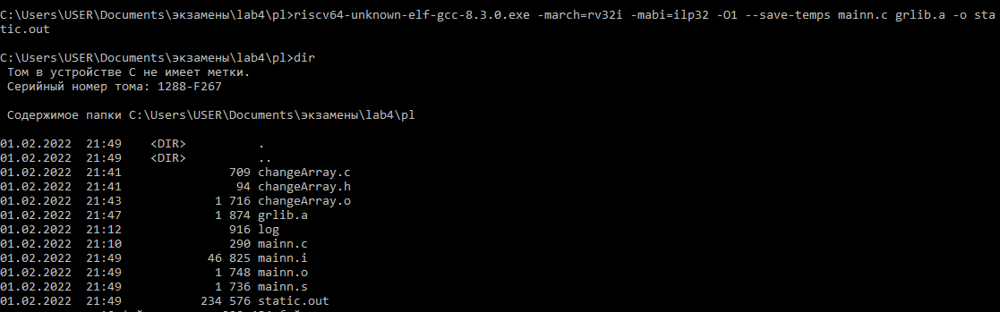 C:\Users\USER\Documents\экзамены\lab4\pl>riscv64-unknown-elf-gcc-8.3.0.exe -march=rv32i -mabi=ilp32 -O1 --save-temps mainn.c grlib.a -o sta
tic.out
C:\Users\USER\Documents\экзамены\lab4\pl>dir
Том в устройстве C не имеет метки.
Серийный номер тома: 1288-F267
Содержимое папки C:\Users\USER\Documents\экзамены\lab4\pl
01.02.2022  21:49    <DIR>          .
01.02.2022  21:49    <DIR>          ..
01.02.2022  21:41               709 changeArray.c
01.02.2022  21:41                94 changeArray.h
01.02.2022  21:43             1 716 changeArray.o
01.02.2022  21:47             1 874 grlib.a
01.02.2022  21:12               916 log
01.02.2022  21:10               290 mainn.c
01.02.2022  21:49            46 825 mainn.i
01.02.2022  21:49             1 748 mainn.o
01.02.2022  21:49             1 736 mainn.s
01.02.2022  21:49           234 576 static.out